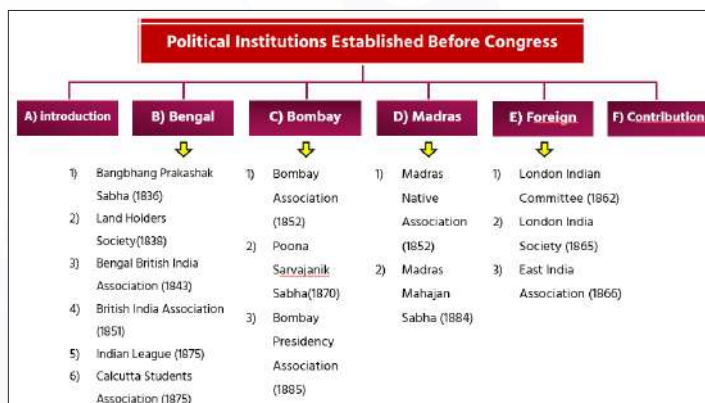 Political Institutions Established Before Congress
A) introduction
B) Bengal
C) Bombay
D) Madras
E) Foreign
F) Contribution
1) Bangbhang Prakashak
Sabha (1836)
2) Land Holders
Society(1838)
3) Bengal British India
Association (1843)
4) British India Association
(1851)
5) Indian League (1875)
6) Calcutta Students
Association (1875)
1) Bombay
Association
(1852)
2) Poona
Sarvajanik
Sabha(1870)
3) Bombay
Presidency
Association
(1885)
1) Madras
Native
Association
(1852)
2) Madras
Mahajan
Sabha (1884)
1) London Indian
Committee (1862)
2) London India
Society (1865)
3) East India
Association (1866)